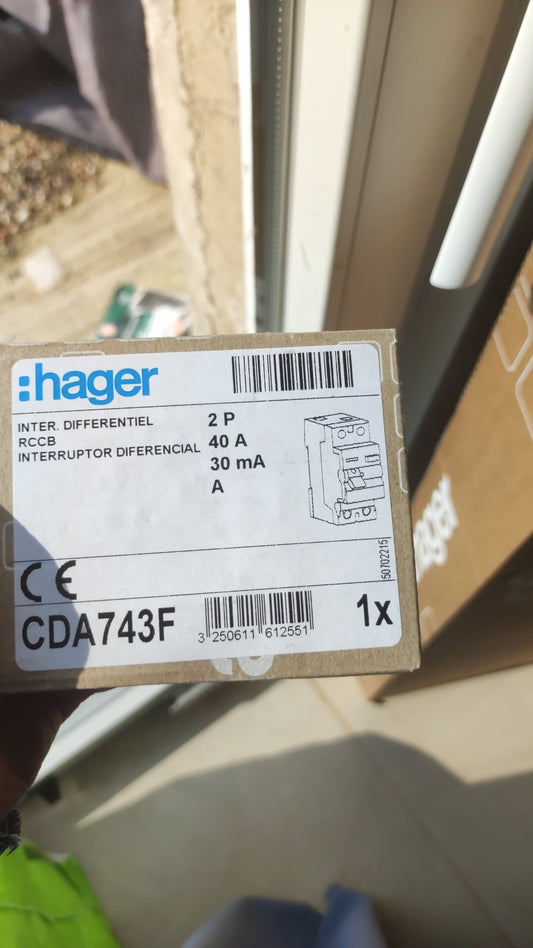 :hager
INTER. DIFFERENTIEL 2 P
RCCB 40 A
INTERRUPTOR DIFERENCIAL 30 mA
A
50702215
CE
CDA743F
3 250611 612551
1x
hager